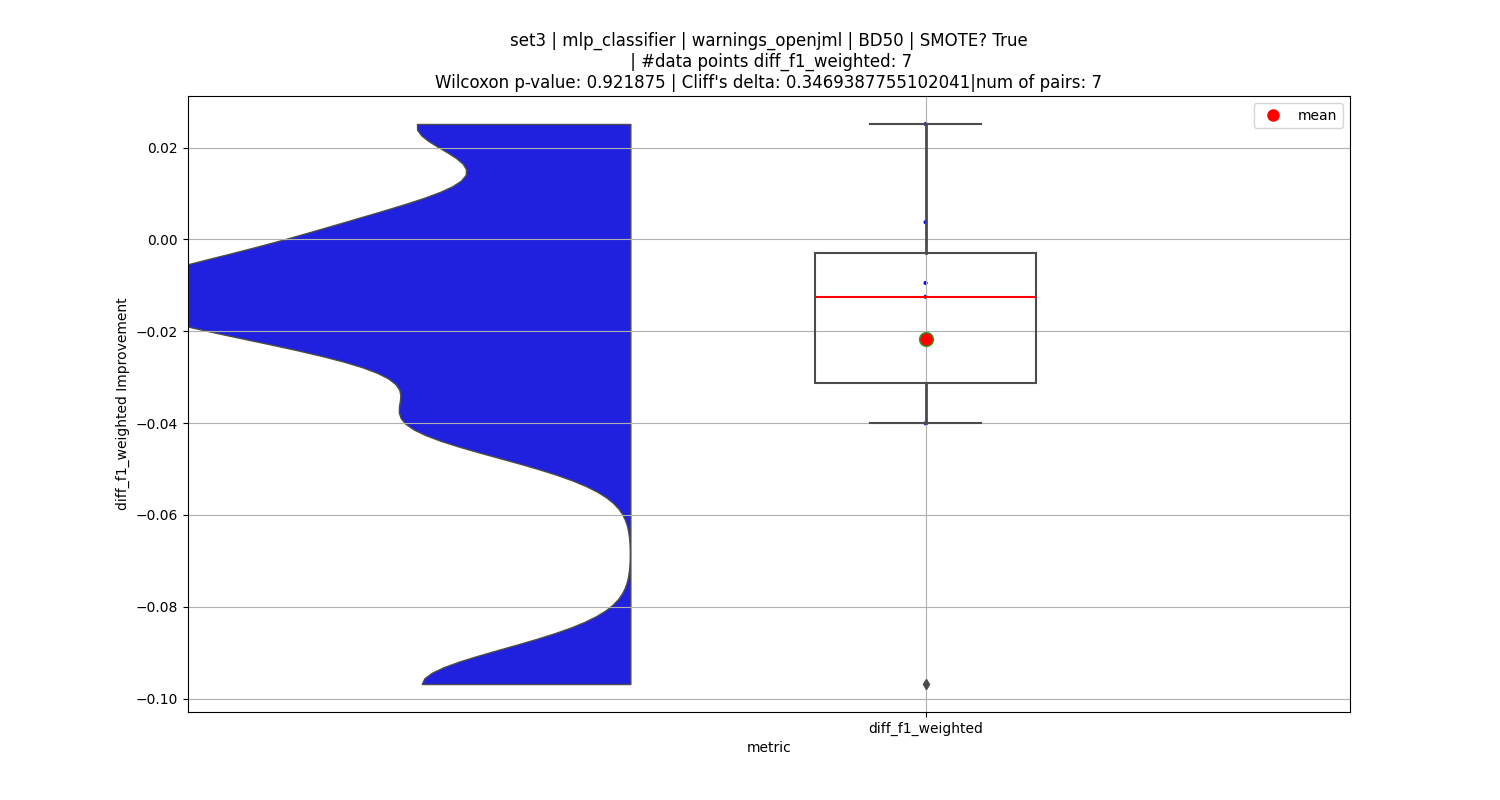 set3 | mlp_classifier | warnings_openjml | BD50 | SMOTE? True
| #data points diff_f1_weighted: 7
Wilcoxon p-value: 0.921875 | Cliff's delta: 0.3469387755102041|num of pairs: 7
mean
0.02
0.00
−0.02
−0.04
−0.06
−0.08
−0.10
diff_f1_weighted Improvement
diff_f1_weighted
metric